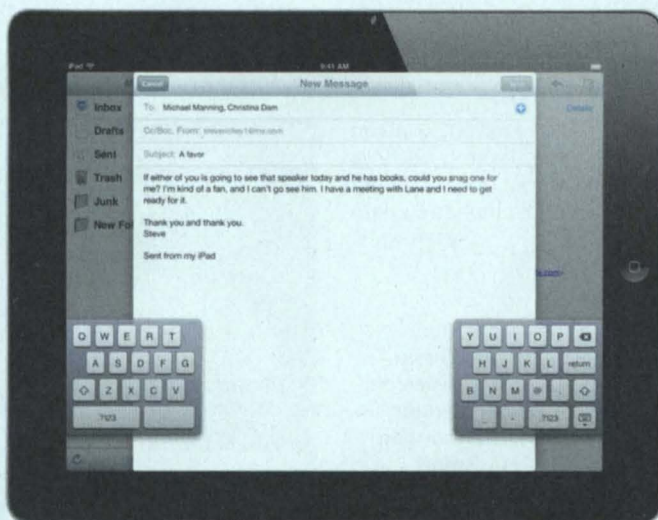 iPad
9:41 AM
Cancel
New Message
Inbox
To: Michael Manning, Christina Dam
Details
Drafts
Cc/Bcc, From:
Sent
Subject: A favor
Trash
If either of you is going to see that speaker today and he has books, could you snag one for
Junk
me? I'm kind of a fan, and I can't go see him. I have a meeting with Lane and I need to get
New Fol
ready for it.
Thank you and thank you.
Steve
Sent from my iPad
Q W E R T
Y U I O P
A S D F G
H J K L return
Z X C V
B N M @ .
.?123
_ - .?123